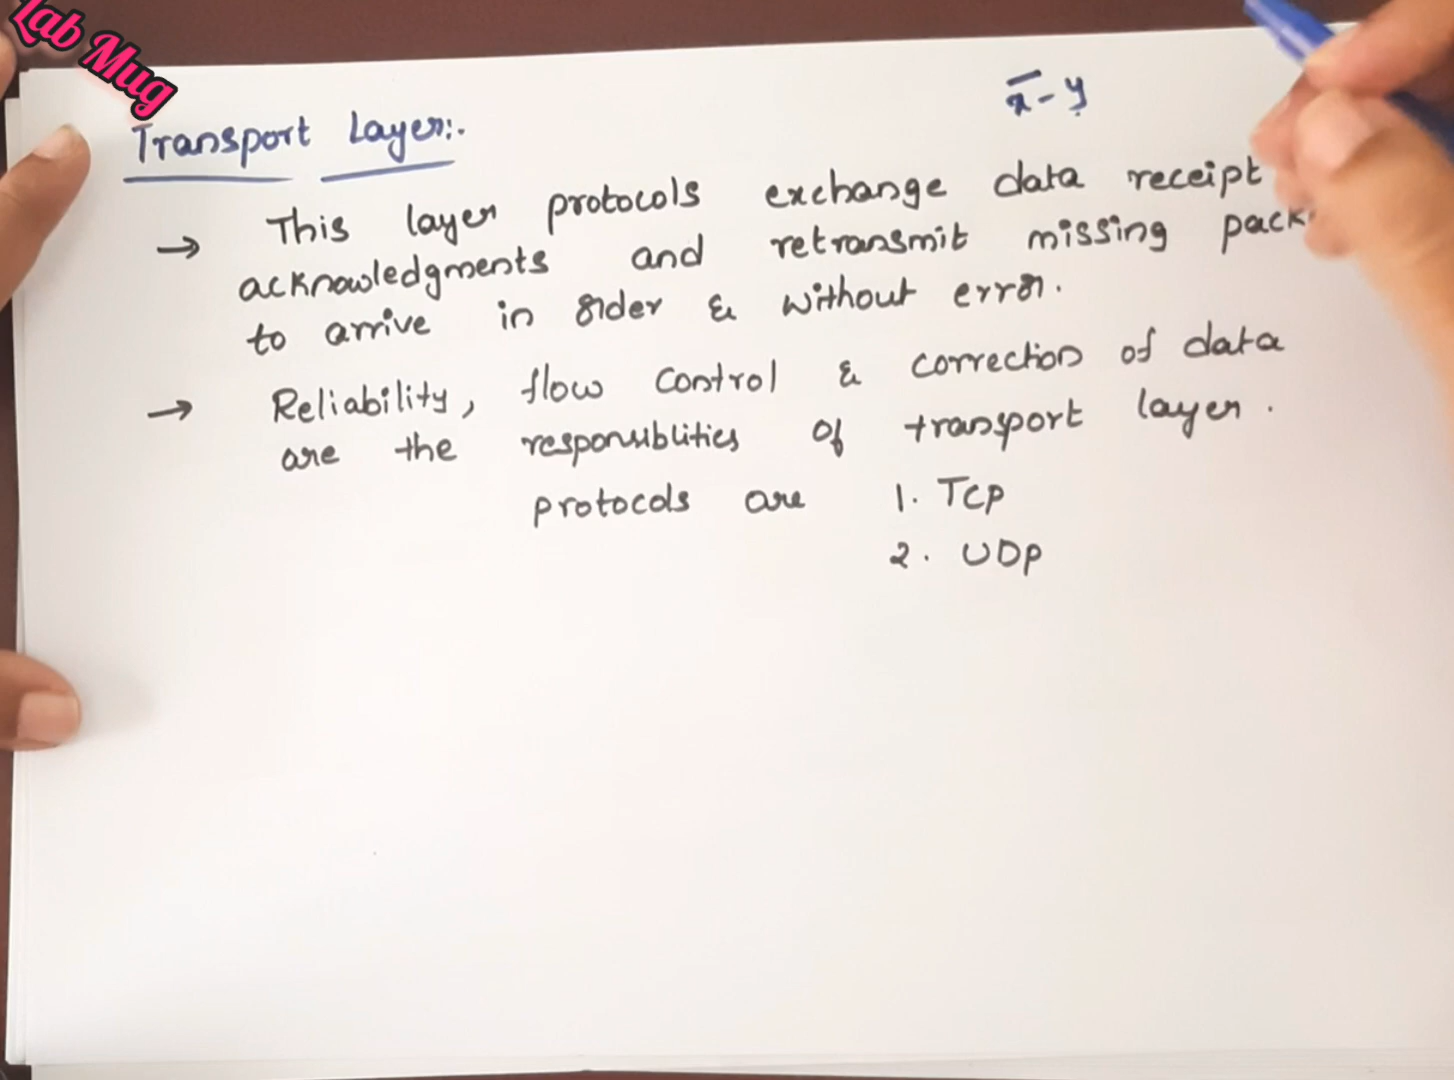 Lab Mug
x - y
Transport Layer:.
→ This layer protocols exchange data receipt
acknowledgments and retransmit missing pack
to arrive in order & without error.
→ Reliability, flow control & correction of data
are the responsiblities of transport layer.
protocols are 1. TCP
2. UDP